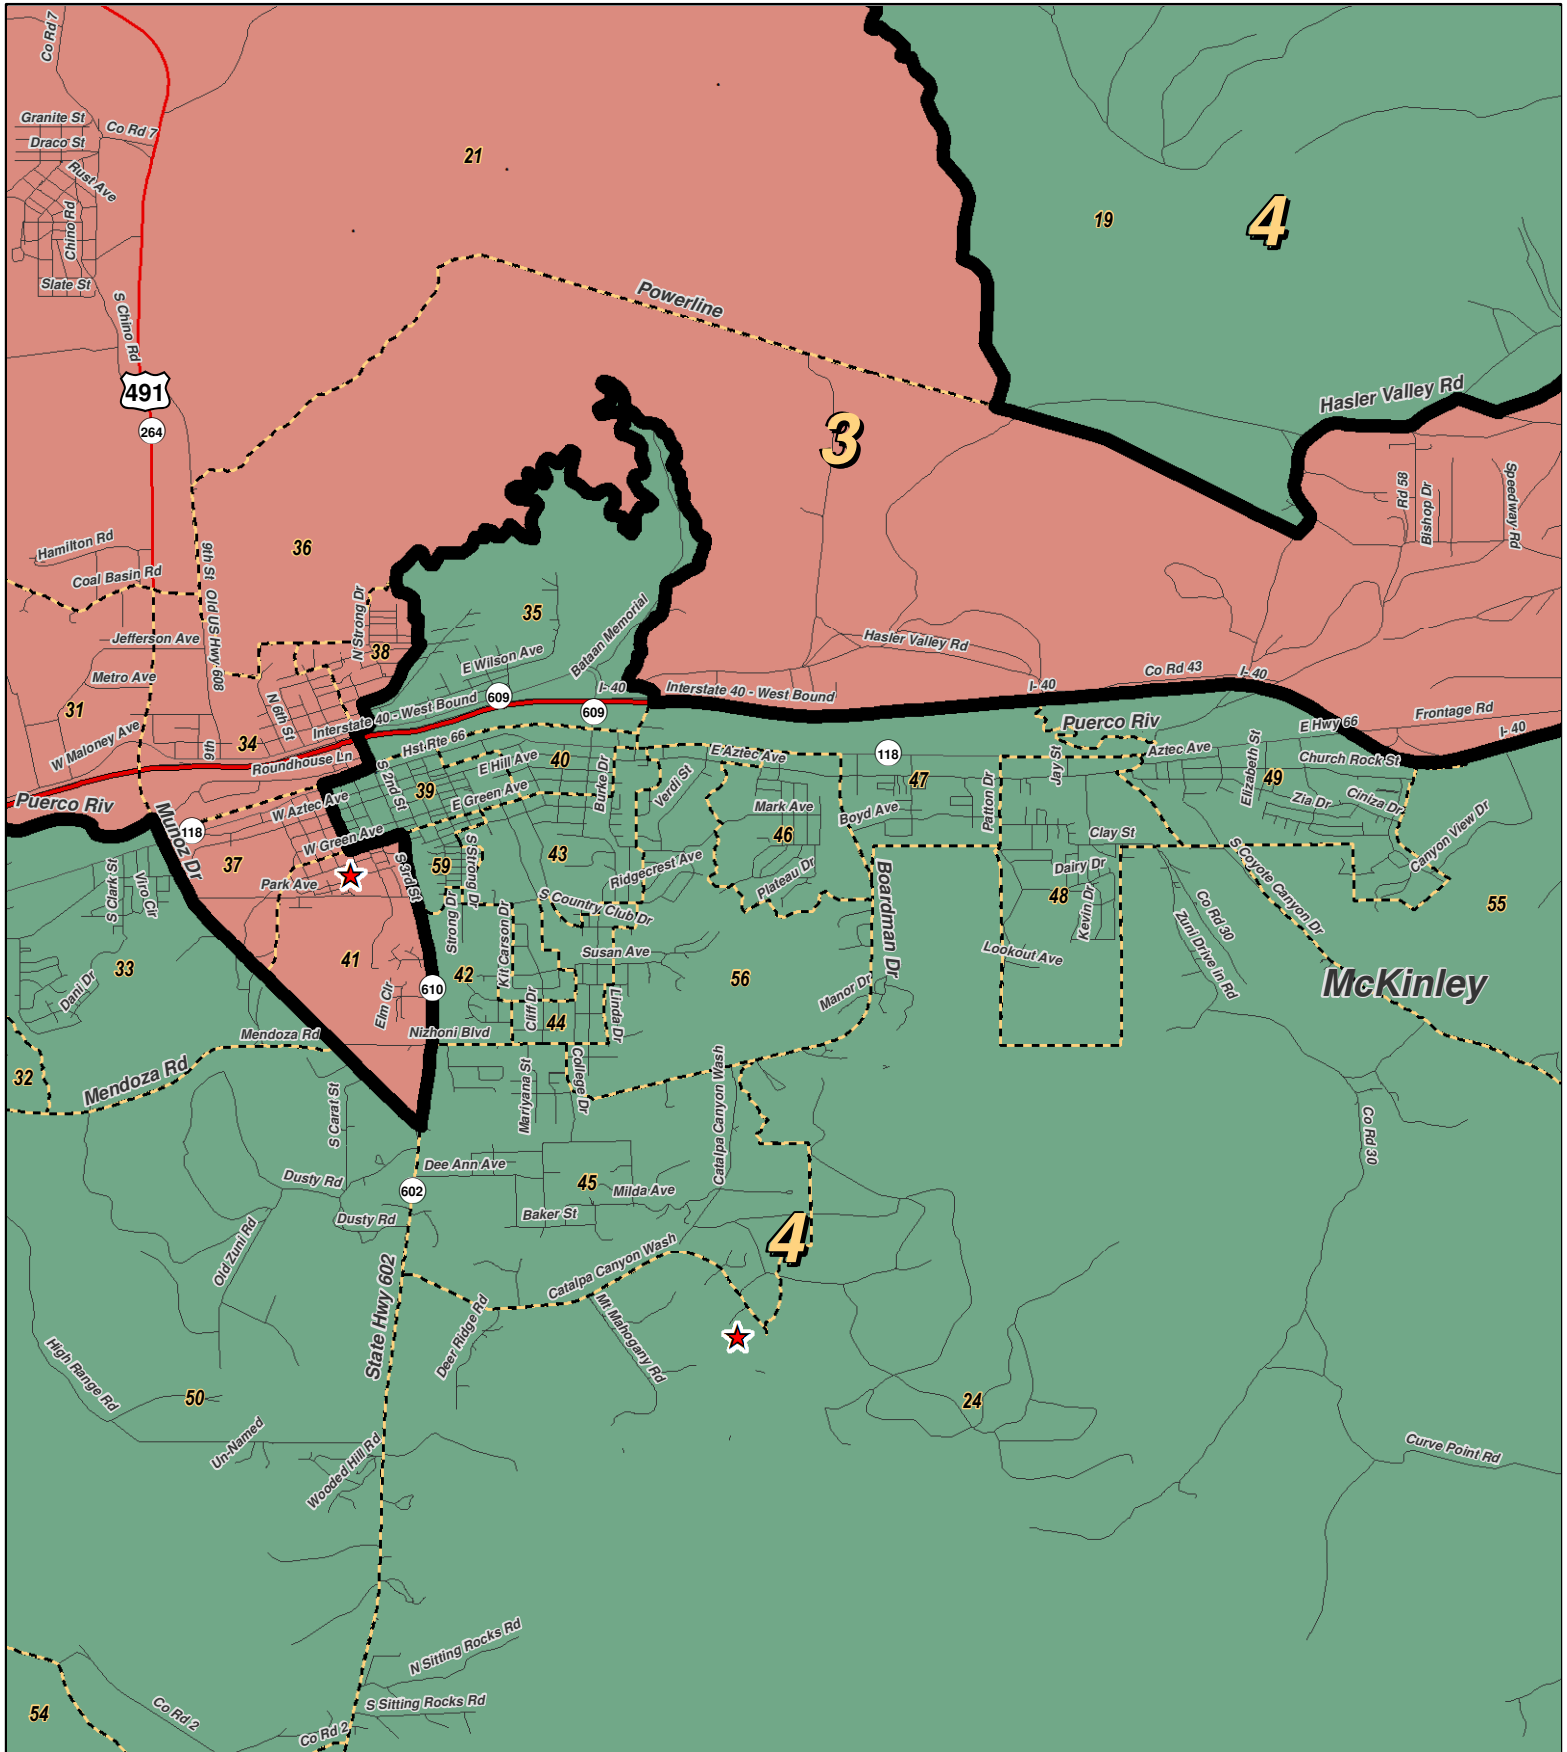 Co Rd 7
Granite St
Co Rd 7
Draco St
Rust Ave
21
Chino Rd
19
4
Slate St
S Chino Rd
Powerline
491
264
Hasler Valley Rd
3
Rd 58
Bishop Dr
Speedway Rd
Hamilton Rd
36
9th St
Coal Basin Rd
Old US Hwy 608
N Strong Dr
35
Bataan Memorial
Jefferson Ave
38
E Wilson Ave
Hasler Valley Rd
Metro Ave
Co Rd 43
I- 40
I- 40
I- 40
Interstate 40 - West Bound
609
31
N 6th St
Interstate 40 - West Bound
609
Puerco Riv
E Hwy 66
Frontage Rd
I- 40
W Maloney Ave
9th
34
Hst Rte 66
Roundhouse Ln
E Aztec Ave
118
Aztec Ave
Jay St
Elizabeth St
Church Rock St
S 2nd St
E Hill Ave
40
Burke Dr
Verdi St
47
Patton Dr
49
39
E Green Ave
Puerco Riv
W Aztec Ave
Mark Ave
Boyd Ave
Zia Dr
Ciniza Dr
Munoz Dr
118
W Green Ave
46
Clay St
Canyon View Dr
37
S 3rd St
59
S Strong Dr
43
Ridgecrest Ave
Plateau Dr
Boardman Dr
Dairy Dr
S Coyote Canyon Dr
S Clark St
Viro Cir
Park Ave
48
Kevin Dr
Co Rd 30
55
S Country Club Dr
Strong Dr
Kit Carson Dr
Zuni Drive In Rd
33
41
42
Susan Ave
56
Lookout Ave
McKinley
Dani Dr
610
Manor Dr
Elm Cir
Cliff Dr
Linda Dr
44
Mendoza Rd
Nizhoni Blvd
32
Mendoza Rd
Mariyana St
College Dr
Catalpa Canyon Wash
S Carat St
Co Rd 30
Dee Ann Ave
Dusty Rd
602
45
Milda Ave
Dusty Rd
Baker St
4
Old Zuni Rd
State Hwy 602
Catalpa Canyon Wash
Deer Ridge Rd
Mt Mahogany Rd
High Range Rd
50
24
Un-Named
Wooded Hill Rd
Curve Point Rd
N Sitting Rocks Rd
S Sitting Rocks Rd
54
Co Rd 2
Co Rd 2